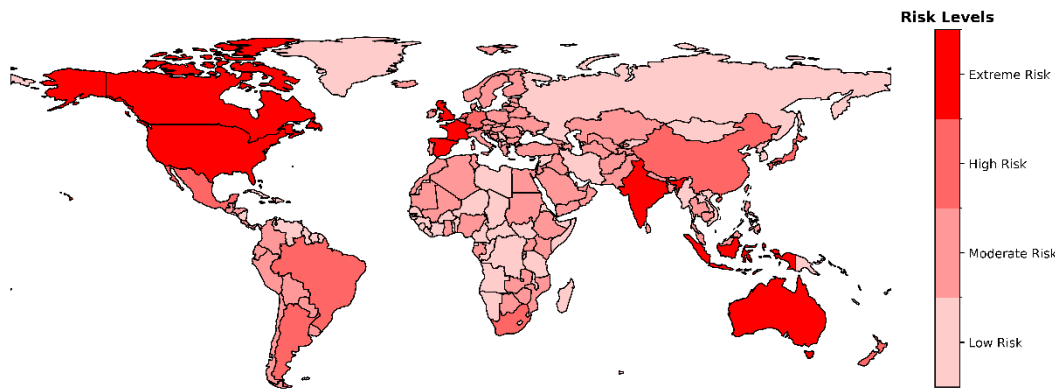 Risk Levels
Extreme Risk
High Risk
Moderate Risk
Low Risk